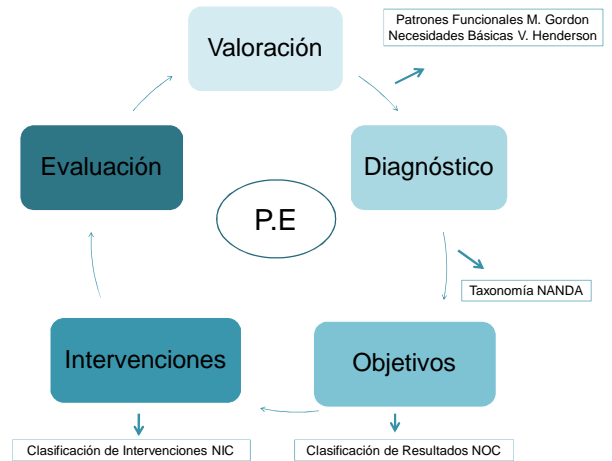 Patrones Funcionales M. Gordon
Necesidades Básicas V. Henderson
Valoración
Evaluación
Diagnóstico
P.E
Taxonomía NANDA
Intervenciones
Objetivos
Clasificación de Intervenciones NIC
Clasificación de Resultados NOC